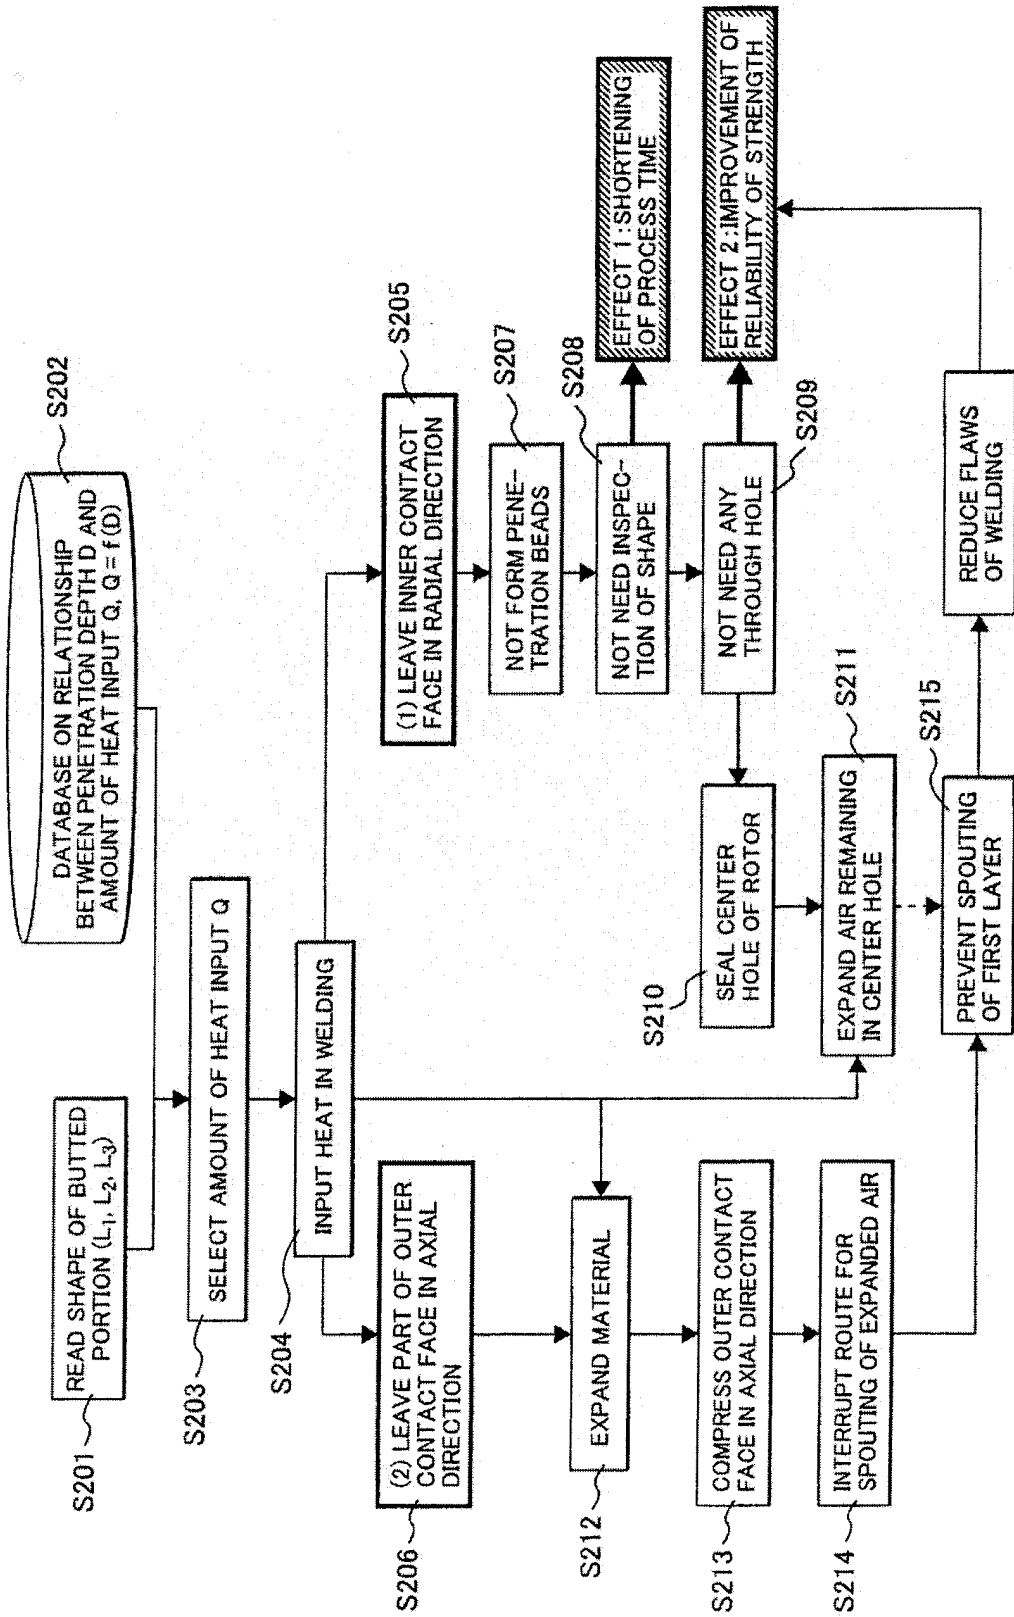 S201
READ SHAPE OF BUTTED
PORTION (L₁, L₂, L₃)
S202
DATABASE ON RELATIONSHIP
BETWEEN PENETRATION DEPTH D AND
AMOUNT OF HEAT INPUT Q, Q = f (D)
S203
SELECT AMOUNT OF HEAT INPUT Q
S204
INPUT HEAT IN WELDING
S206
(2) LEAVE PART OF OUTER
CONTACT FACE IN AXIAL
DIRECTION
S205
(1) LEAVE INNER CONTACT
FACE IN RADIAL DIRECTION
S207
NOT FORM PENE–
TRATION BEADS
S208
NOT NEED INSPEC–
TION OF SHAPE
EFFECT 1 :SHORTENING
OF PROCESS TIME
S212
EXPAND MATERIAL
S209
NOT NEED ANY
THROUGH HOLE
EFFECT 2 :IMPROVEMENT OF
RELIABILITY OF STRENGTH
S213
COMPRESS OUTER CONTACT
FACE IN AXIAL DIRECTION
S210
SEAL CENTER
HOLE OF ROTOR
S214
INTERRUPT ROUTE FOR
SPOUTING OF EXPANDED AIR
S211
EXPAND AIR REMAINING
IN CENTER HOLE
S215
PREVENT SPOUTING
OF FIRST LAYER
REDUCE FLAWS
OF WELDING